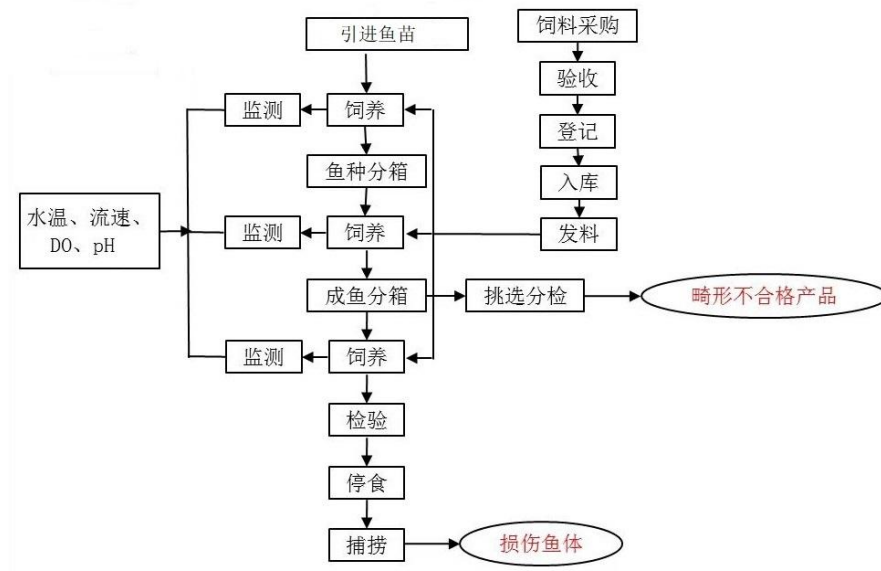 引进鱼苗
饲料采购
监测
饲养
验收
登记
鱼种分箱
入库
水温、流速、
DO、pH
监测
饲养
发料
成鱼分箱
挑选分检
畸形不合格产品
监测
饲养
检验
停食
捕捞
损伤鱼体